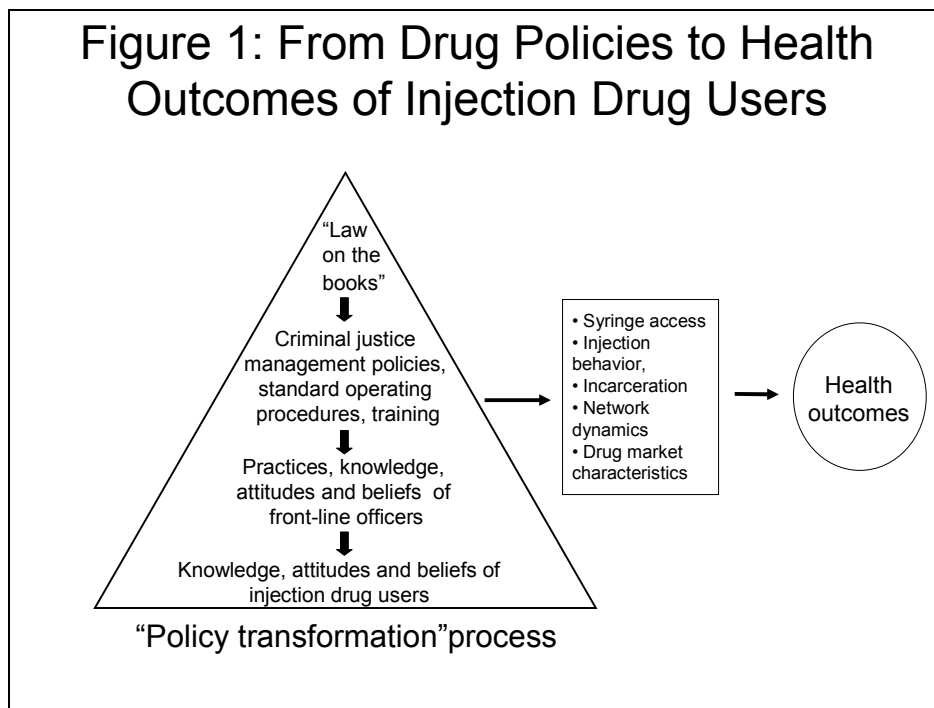 Figure 1: From Drug Policies to Health
Outcomes of Injection Drug Users
“Law
on the
books”
Criminal justice
management policies,
standard operating
procedures, training
Practices, knowledge,
attitudes and beliefs of
front-line officers
Knowledge, attitudes and beliefs of
injection drug users
“Policy transformation”process
• Syringe access
• Injection
behavior,
• Incarceration
• Network
dynamics
• Drug market
characteristics
Health
outcomes